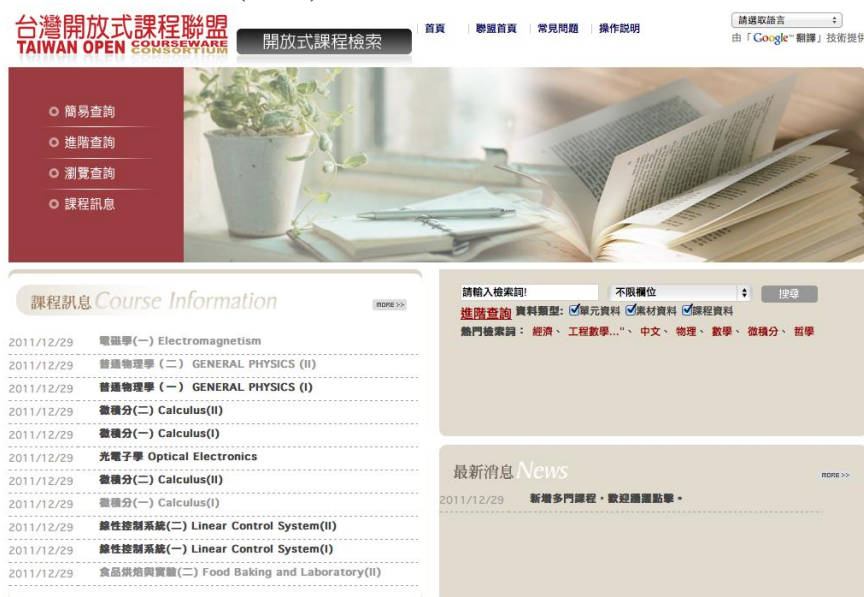 台灣開放式課程聯盟
TAIWAN OPEN COURSEWARE CONSORTIUM
開放式課程檢索
首頁 聯盟首頁 常見問題 操作說明
請選取語言
由「Google™翻譯」技術提供
簡易查詢
進階查詢
瀏覽查詢
課程訊息
課程訊息 Course Information
MORE >>
2011/12/29 電磁學(一) Electromagnetism
2011/12/29 普通物理學(二) GENERAL PHYSICS (II)
2011/12/29 普通物理學(一) GENERAL PHYSICS (I)
2011/12/29 微積分(二) Calculus(II)
2011/12/29 微積分(一) Calculus(I)
2011/12/29 光電子學 Optical Electronics
2011/12/29 微積分(二) Calculus(II)
2011/12/29 微積分(一) Calculus(I)
2011/12/29 線性控制系統(二) Linear Control System(II)
2011/12/29 線性控制系統(一) Linear Control System(I)
2011/12/29 食品烘焙與實驗(二) Food Baking and Laboratory(II)
請輸入檢索詞! 不限欄位 搜尋
進階查詢 資料類型: 單元資料 素材資料 課程資料
熱門檢索詞: 經濟、 工程數學..."、 中文、 物理、 數學、 微積分、 哲學
最新消息 News
MORE >>
2011/12/29 新增多門課程,歡迎踴躍點擊。